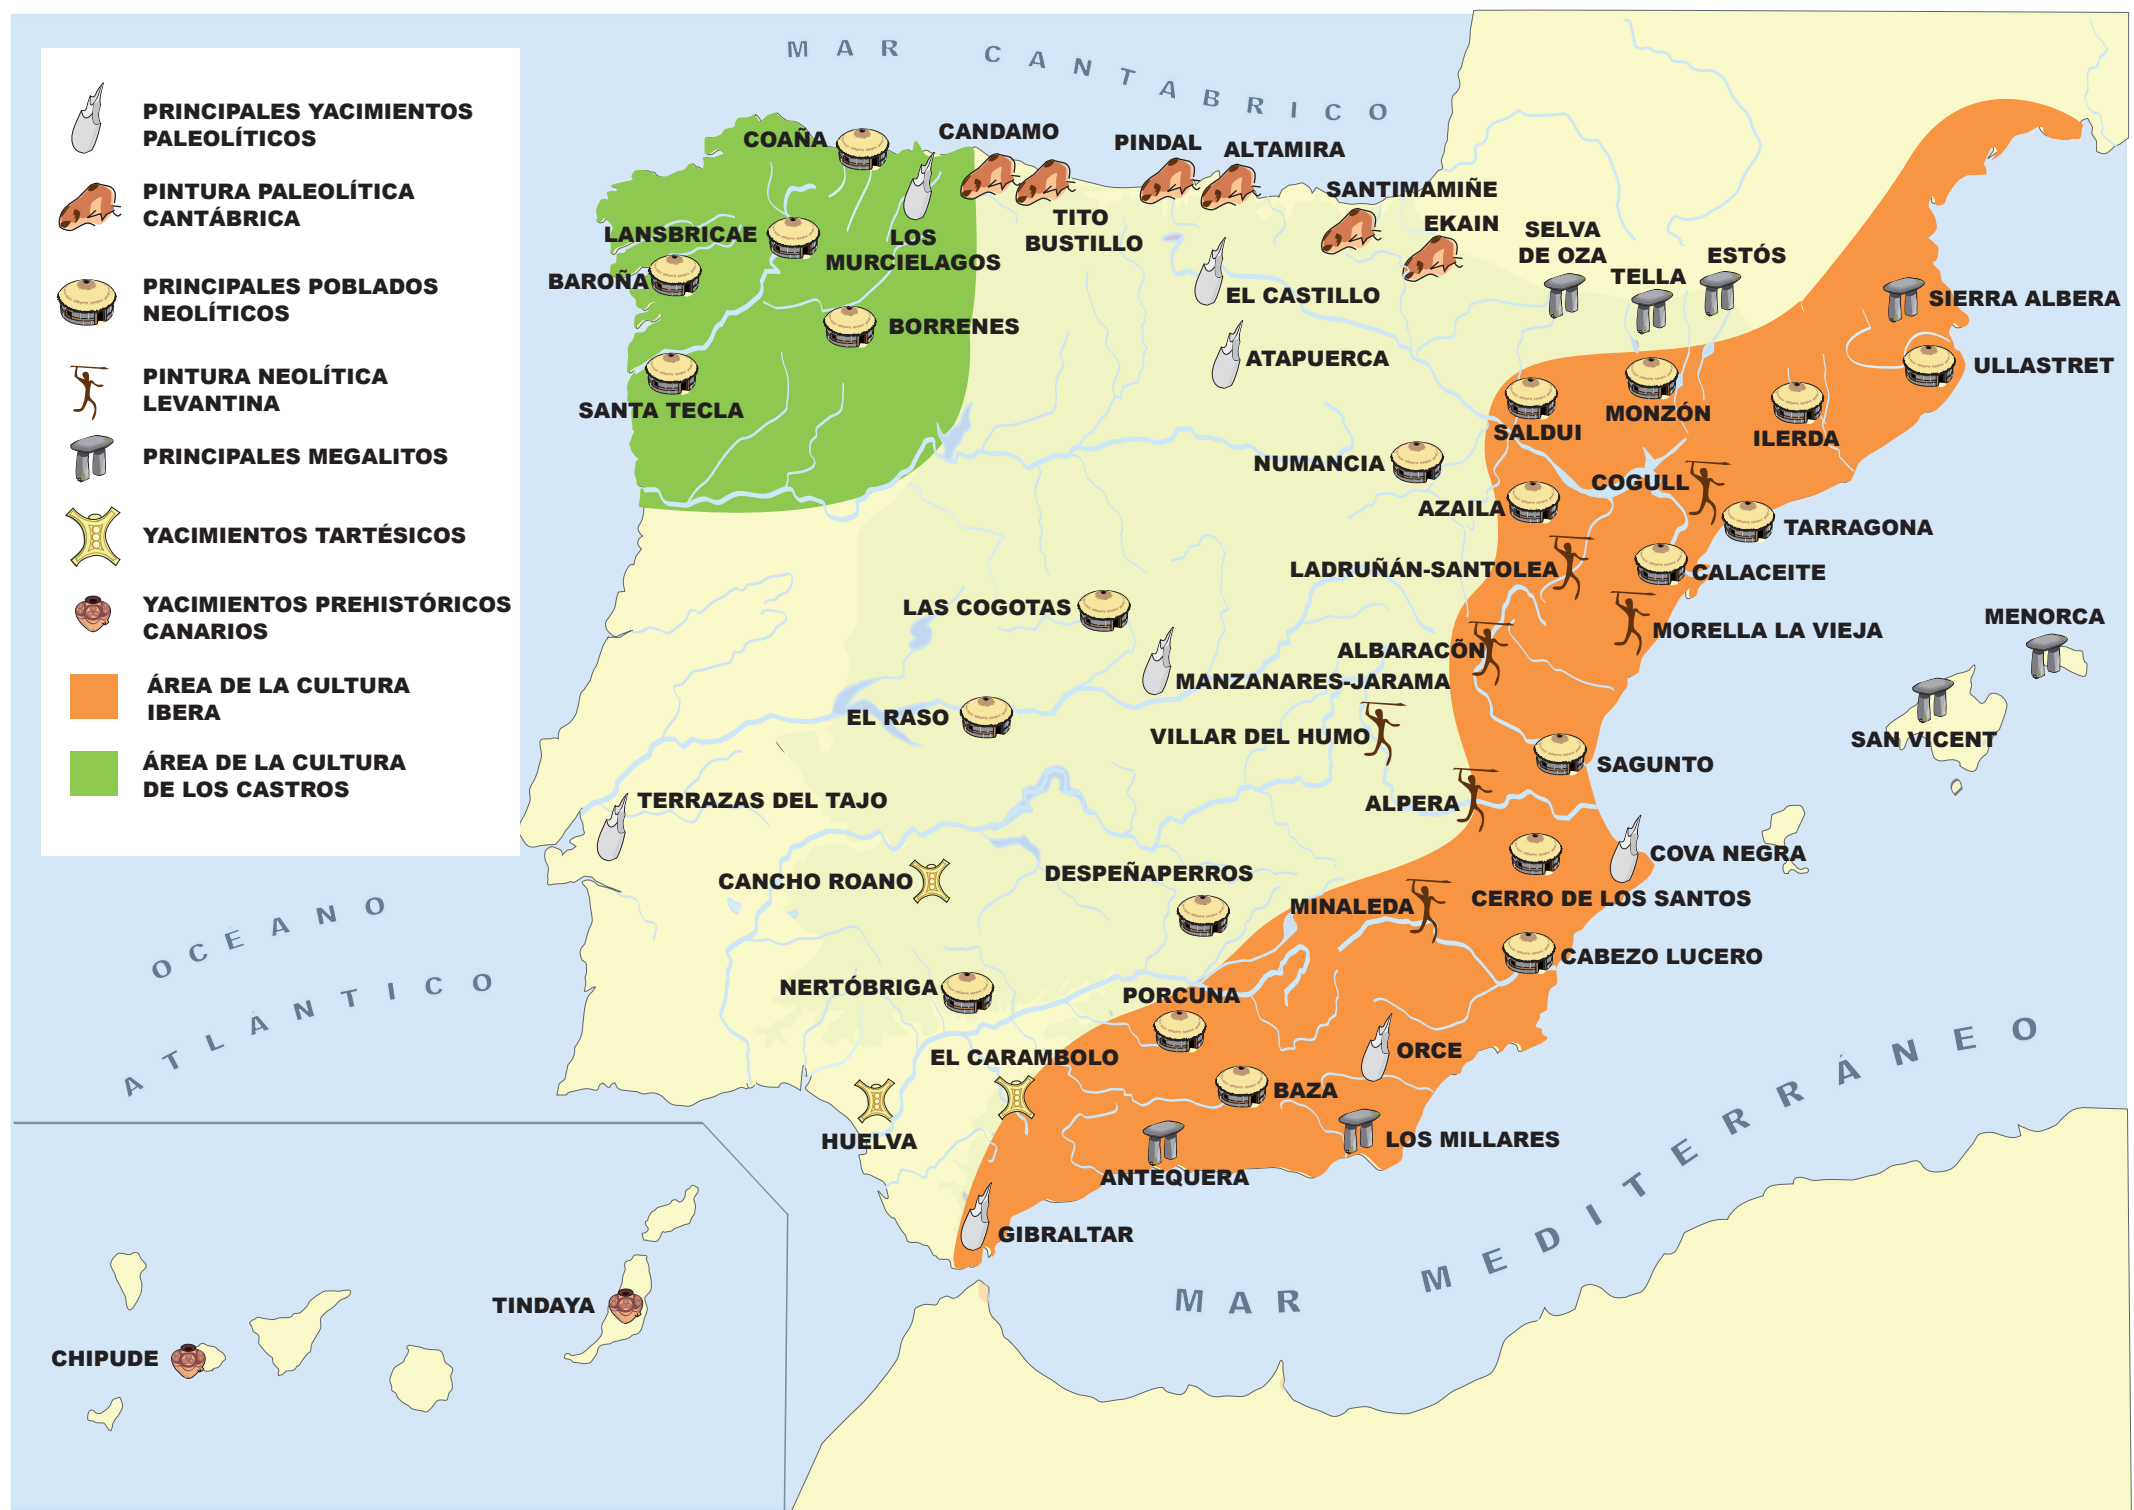 MAR CANTABRICO
PRINCIPALES YACIMIENTOS
PALEOLÍTICOS
PINTURA PALEOLÍTICA
CANTÁBRICA
PRINCIPALES POBLADOS
NEOLÍTICOS
PINTURA NEOLÍTICA
LEVANTINA
PRINCIPALES MEGALITOS
YACIMIENTOS TARTÉSICOS
YACIMIENTOS PREHISTÓRICOS
CANARIOS
ÁREA DE LA CULTURA
IBERA
ÁREA DE LA CULTURA
DE LOS CASTROS
COAÑA
CANDAMO
PINDAL
ALTAMIRA
SANTIMAMIÑE
EKAIN
TITO
BUSTILLO
LANSBRICAE
LOS
MURCIELAGOS
BAROÑA
BORRENES
SANTA TECLA
EL CASTILLO
ATAPUERCA
SELVA
DE OZA
TELLA
ESTÓS
SIERRA ALBERA
ULLASTRET
SALDUI
MONZÓN
ILERDA
NUMANCIA
COGULL
AZAILA
TARRAGONA
LADRUÑÁN-SANTOLEA
CALACEITE
LAS COGOTAS
MORELLA LA VIEJA
MENORCA
ALBARACÕN
MANZANARES-JARAMA
EL RASO
VILLAR DEL HUMO
SAN VICENT
SAGUNTO
TERRAZAS DEL TAJO
ALPERA
COVA NEGRA
CANCHO ROANO
DESPEÑAPERROS
CERRO DE LOS SANTOS
MINALEDA
CABEZO LUCERO
NERTÓBRIGA
PORCUNA
EL CARAMBOLO
ORCE
BAZA
HUELVA
LOS MILLARES
ANTEQUERA
GIBRALTAR
OCÉANO
ATLÁNTICO
MAR MEDITERRÁNEO
TINDAYA
CHIPUDE